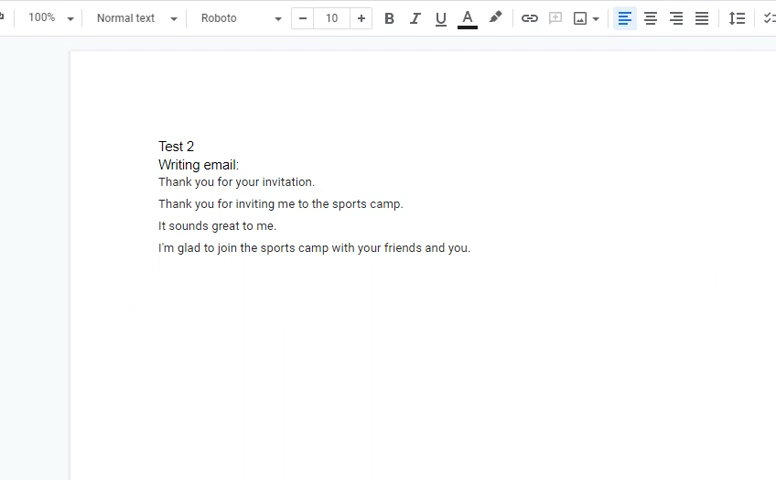 100% Normal text Roboto − 10 + B I U A
Test 2
Writing email:
Thank you for your invitation.
Thank you for inviting me to the sports camp.
It sounds great to me.
I'm glad to join the sports camp with your friends and you.